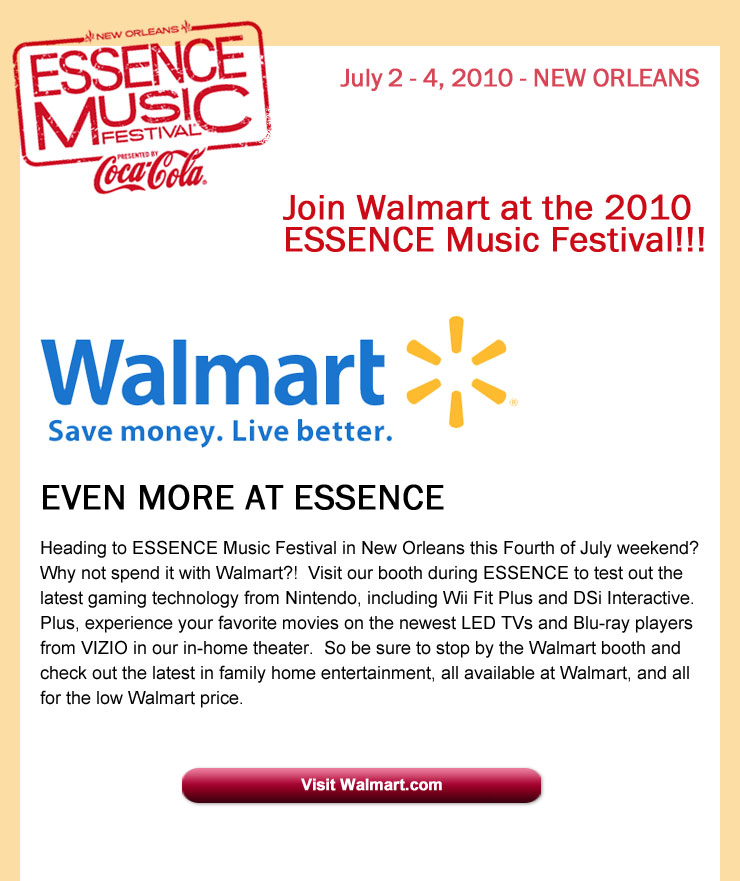 NEW ORLEANS
ESSENCE
MUSIC
FESTIVAL®
PRESENTED BY
Coca-Cola®
July 2 - 4, 2010 - NEW ORLEANS
Join Walmart at the 2010
ESSENCE Music Festival!!!
Walmart ®
Save money. Live better.
EVEN MORE AT ESSENCE
Heading to ESSENCE Music Festival in New Orleans this Fourth of July weekend?
Why not spend it with Walmart?!  Visit our booth during ESSENCE to test out the
latest gaming technology from Nintendo, including Wii Fit Plus and DSi Interactive.
Plus, experience your favorite movies on the newest LED TVs and Blu-ray players
from VIZIO in our in-home theater.  So be sure to stop by the Walmart booth and
check out the latest in family home entertainment, all available at Walmart, and all
for the low Walmart price.
Visit Walmart.com